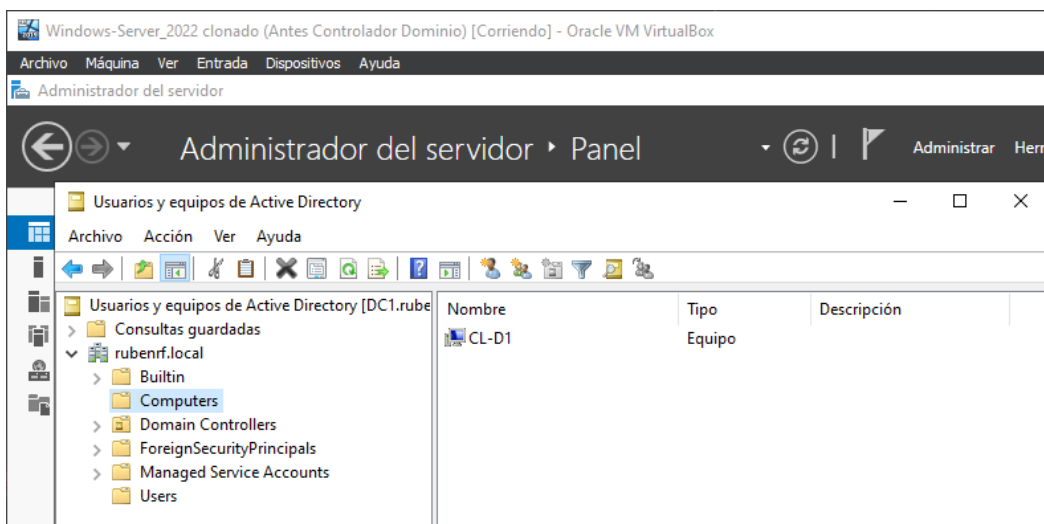 Windows-Server_2022 clonado (Antes Controlador Dominio) [Corriendo] - Oracle VM VirtualBox
Archivo Máquina Ver Entrada Dispositivos Ayuda
Administrador del servidor
Administrador del servidor ‣ Panel
Administrar Herr
Usuarios y equipos de Active Directory
Archivo Acción Ver Ayuda
Usuarios y equipos de Active Directory [DC1.rube
Nombre Tipo Descripción
Consultas guardadas
CL-D1 Equipo
rubenrf.local
Builtin
Computers
Domain Controllers
ForeignSecurityPrincipals
Managed Service Accounts
Users